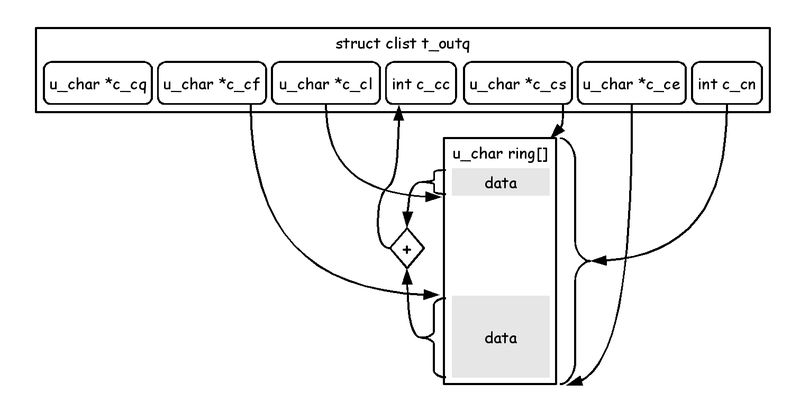 struct clist t_outq
u_char *c_cq u_char *c_cf u_char *c_cl int c_cc u_char *c_cs u_char *c_ce int c_cn
u_char ring[]
data
+
data